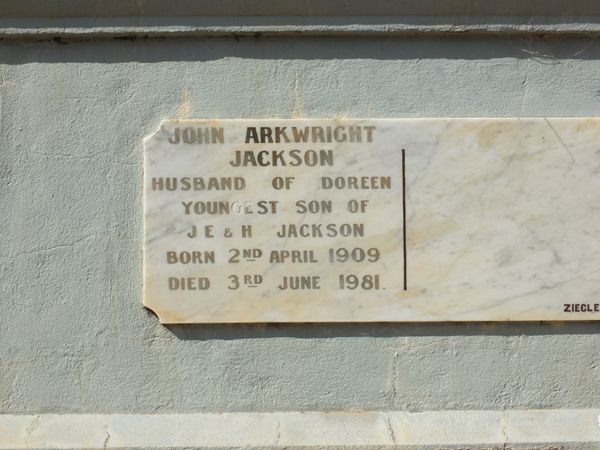 JOHN ARKWRIGHT
JACKSON
HUSBAND OF DOREEN
YOUNGEST SON OF
J E & H JACKSON
BORN 2ND APRIL 1909
DIED 3RD JUNE 1981.
ZIEGLE